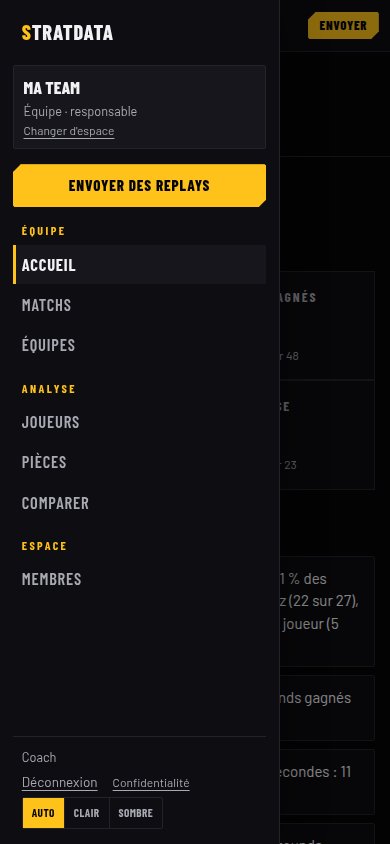 STRATDATA
ENVOYER
MA TEAM
Équipe · responsable
Changer d'espace
ENVOYER DES REPLAYS
ÉQUIPE
ACCUEIL
MATCHS
AGNÉS
ÉQUIPES
r 48
ANALYSE
SE
JOUEURS
PIÈCES
r 23
COMPARER
ESPACE
MEMBRES
1 % des
z (22 sur 27),
joueur (5
nds gagnés
Coach
econdes : 11
Déconnexion Confidentialité
AUTO CLAIR SOMBRE